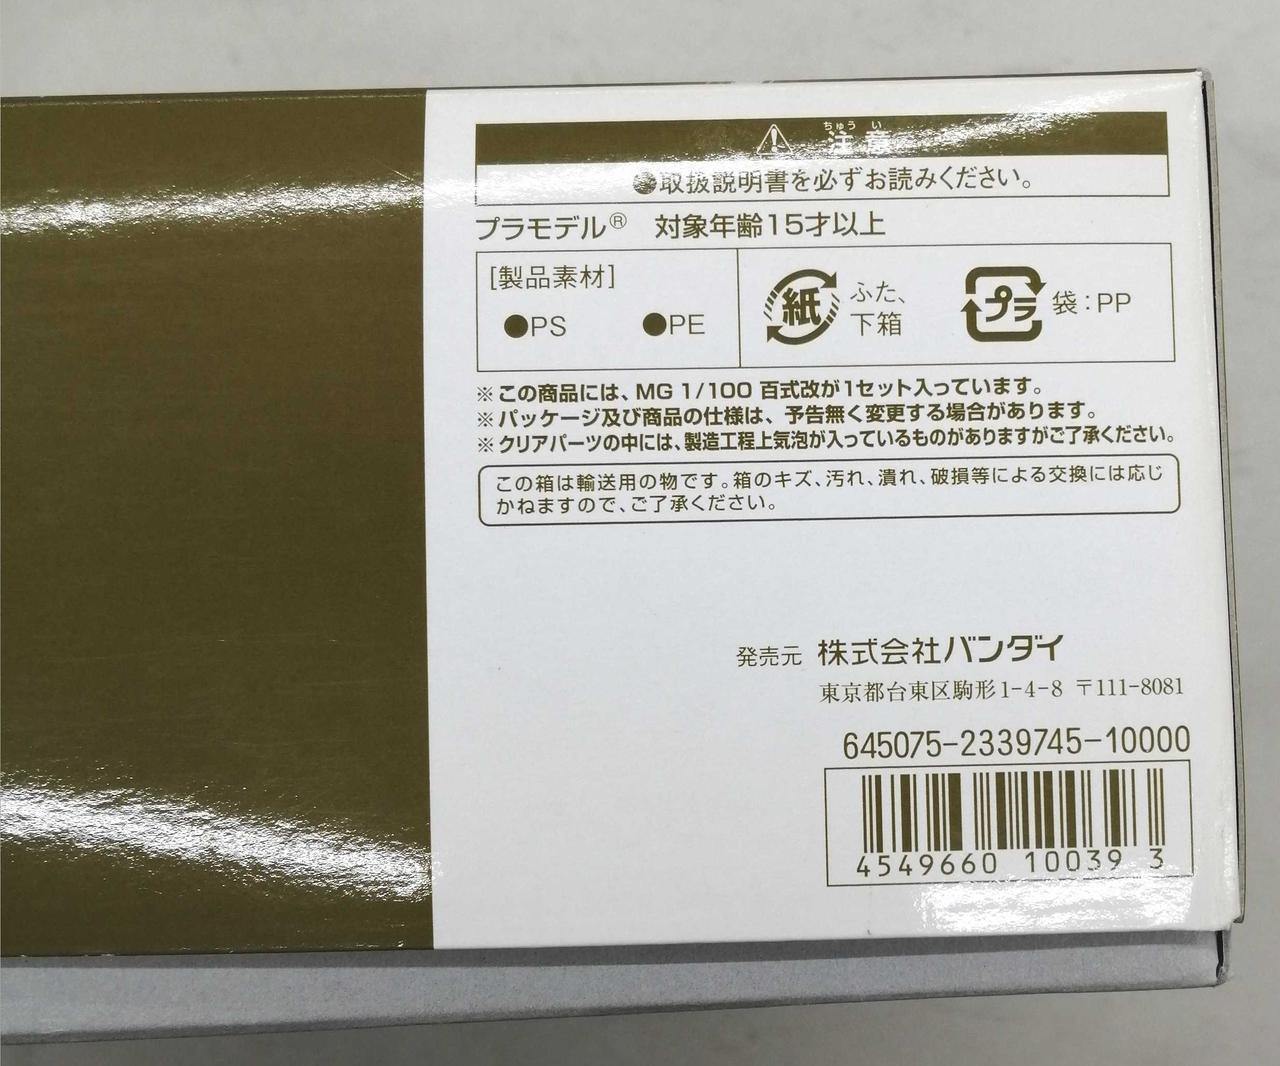 ちゅう い
注 意
●取扱説明書を必ずお読みください。
プラモデル® 対象年齢15才以上
[製品素材]
●PS ●PE
紙 ふた、
下箱
プラ 袋:PP
※この商品には、MG 1/100 百式改が1セット入っています。
※パッケージ及び商品の仕様は、予告無く変更する場合があります。
※クリアパーツの中には、製造工程上気泡が入っているものがありますがご了承ください。
この箱は輸送用の物です。箱のキズ、汚れ、潰れ、破損等による交換には応じ
かねますので、ご了承ください。
発売元 株式会社バンダイ
東京都台東区駒形1-4-8 〒111-8081
645075-2339745-10000
4549660 10039 3